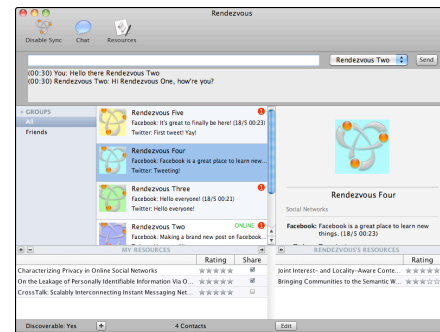 Rendezvous
Disable Sync Chat Resources
Rendezvous Two Send
(00:30) You: Hello there Rendezvous Two
(00:30) Rendezvous Two: Hi Rendezvous One, how're you?
GROUPS
All
Friends
Rendezvous Five 1
Facebook: It's great to finally be here! (18/5 00:23)
Twitter: First tweet! Yay!
Rendezvous Four
Facebook: Facebook is a great place to learn new...
Twitter: Tweeting!
Rendezvous Three 1
Facebook: Hello everyone! (18/5 00:21)
Twitter: Hello everyone!
Rendezvous Two ONLINE 1
Facebook: Making a brand new post on Facebook...
Rendezvous Four
Social Networks
Facebook: Facebook is a great place to learn new
things. (18/5 00:23)
MY RESOURCES
Rating Share
Characterizing Privacy in Online Social Networks
On the Leakage of Personally Identifiable Information Via O...
CrossTalk: Scalably Interconnecting Instant Messaging Net...
RENDEZVOUS'S RESOURCES
Rating
Joint Interest- and Locality-Aware Conte...
Bringing Communities to the Semantic W...
Discoverable: Yes + 4 Contacts Edit